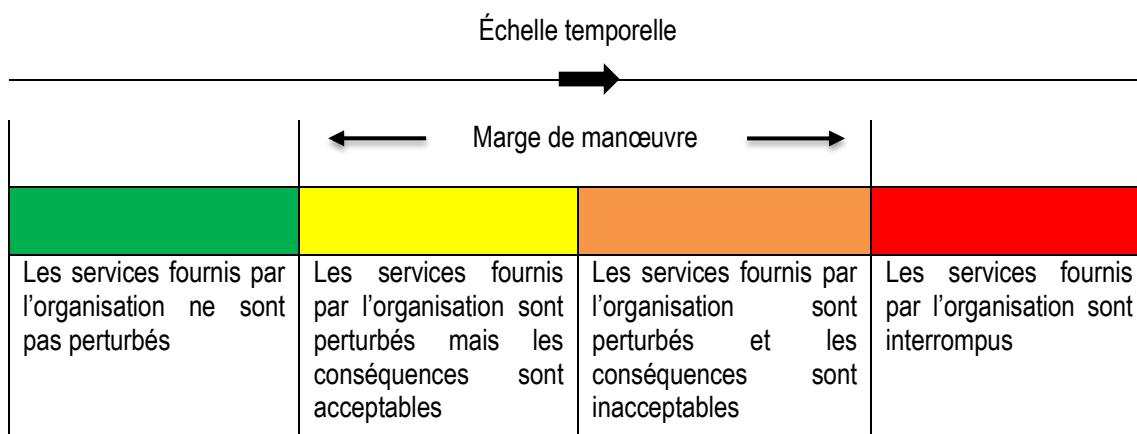 Échelle temporelle
Marge de manœuvre
Les services fournis par
l’organisation ne sont
pas perturbés
Les services fournis
par l’organisation sont
perturbés mais les
conséquences sont
acceptables
Les services fournis par
l’organisation sont
perturbés et les
conséquences sont
inacceptables
Les services fournis
par l’organisation sont
interrompus